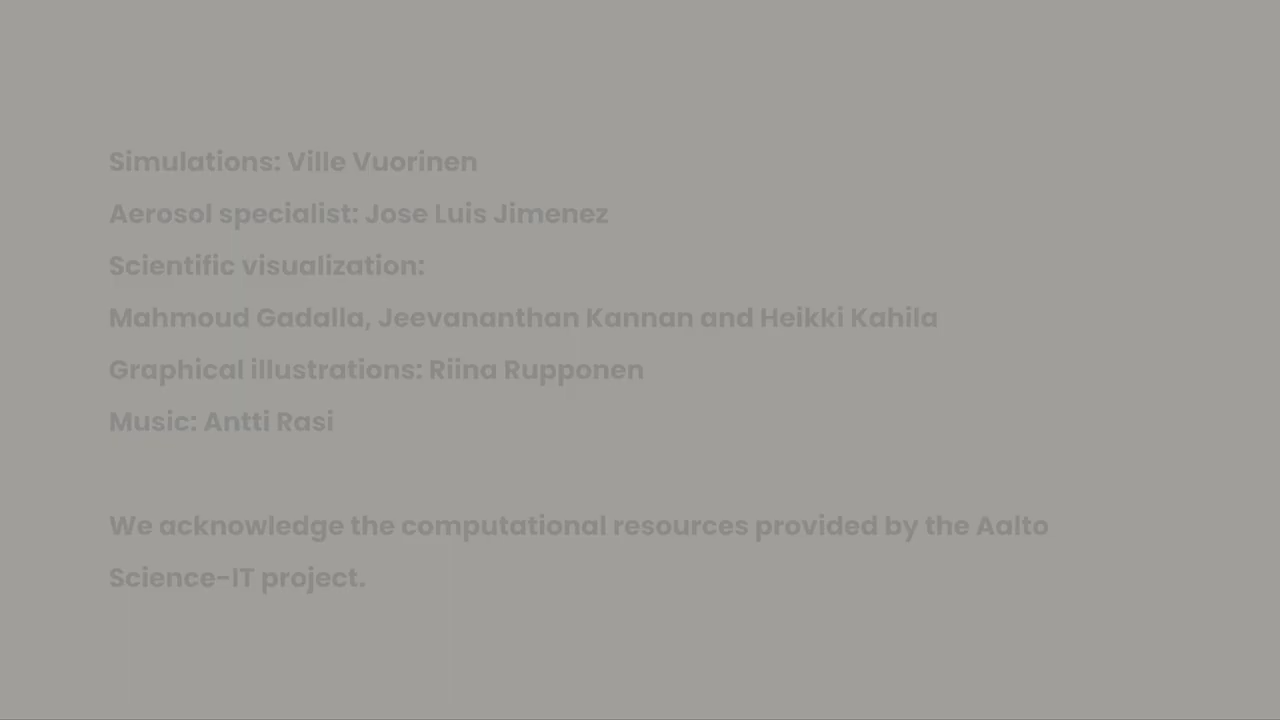 Simulations: Ville Vuorinen
Aerosol specialist: Jose Luis Jimenez
Scientific visualization:
Mahmoud Gadalla, Jeevananthan Kannan and Heikki Kahila
Graphical illustrations: Riina Rupponen
Music: Antti Rasi
We acknowledge the computational resources provided by the Aalto
Science-IT project.